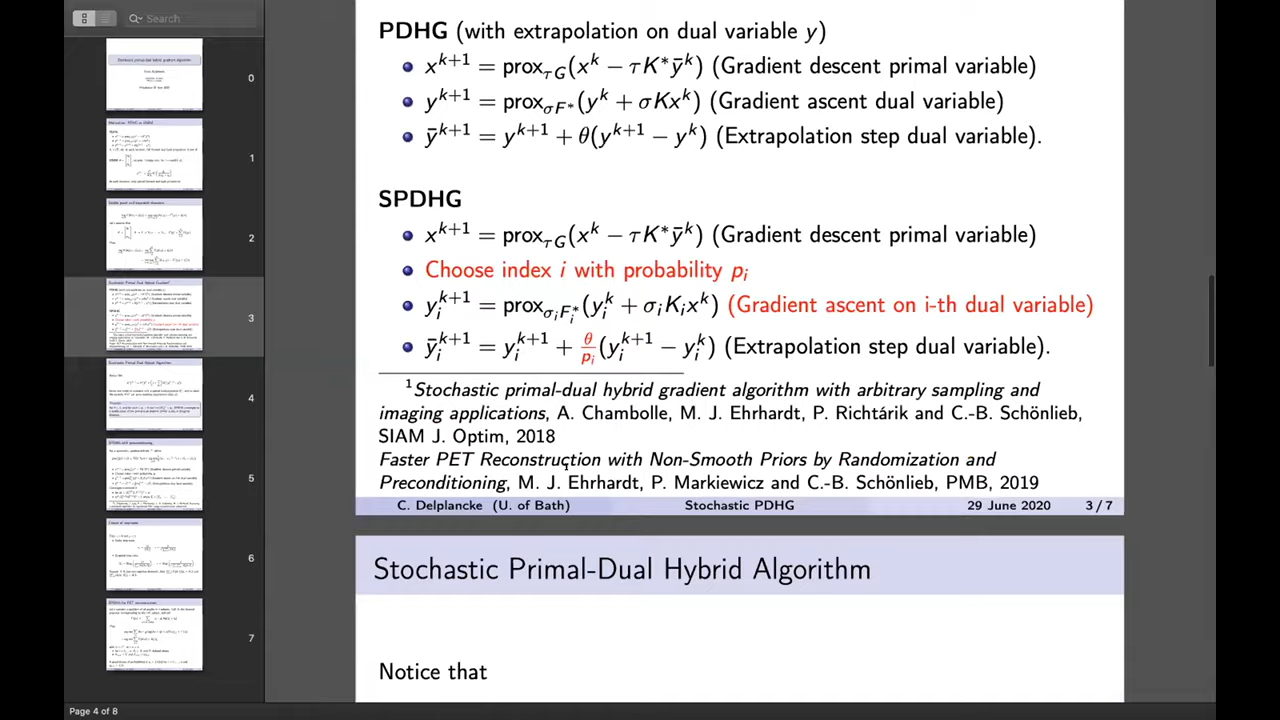 Search
PDHG (with extrapolation on dual variable y)
x^{k+1} = prox_{τG}(x^k − τK*ȳ^k) (Gradient descent primal variable)
y^{k+1} = prox_{σF*}(y^k + σKx^k) (Gradient ascent dual variable)
ȳ^{k+1} = y^{k+1} + θ(y^{k+1} − y^k) (Extrapolation step dual variable).
SPDHG
x^{k+1} = prox_{τG}(x^k − τK*ȳ^k) (Gradient descent primal variable)
Choose index i with probability p_i
y_i^{k+1} = prox_{σ_iF_i*}(y_i^k + σ_iK_ix^k) (Gradient ascent on i-th dual variable)
ȳ_i^{k+1} = y_i^{k+1} + θ/p_i (y_i^{k+1} − y_i^k) (Extrapolation step dual variable).
¹Stochastic primal-dual hybrid gradient algorithm with arbitrary sampling and
imaging applications, A. Chambolle, M. J. Ehrhardt, P. Richtárik and C.-B. Schönlieb,
SIAM J. Optim, 2018
Faster PET Reconstruction with Non-Smooth Priors by Randomization and
Preconditioning, M. J. Ehrhardt, P. Markiewicz and C.-B. Schönlieb, PMB, 2019
C. Delplancke (U. of Bath) Stochastic PDHG 29 June 2020 3 / 7
Stochastic Primal-Dual Hybrid Algorithm
Notice that
0
1
2
3
4
5
6
7
Page 4 of 8